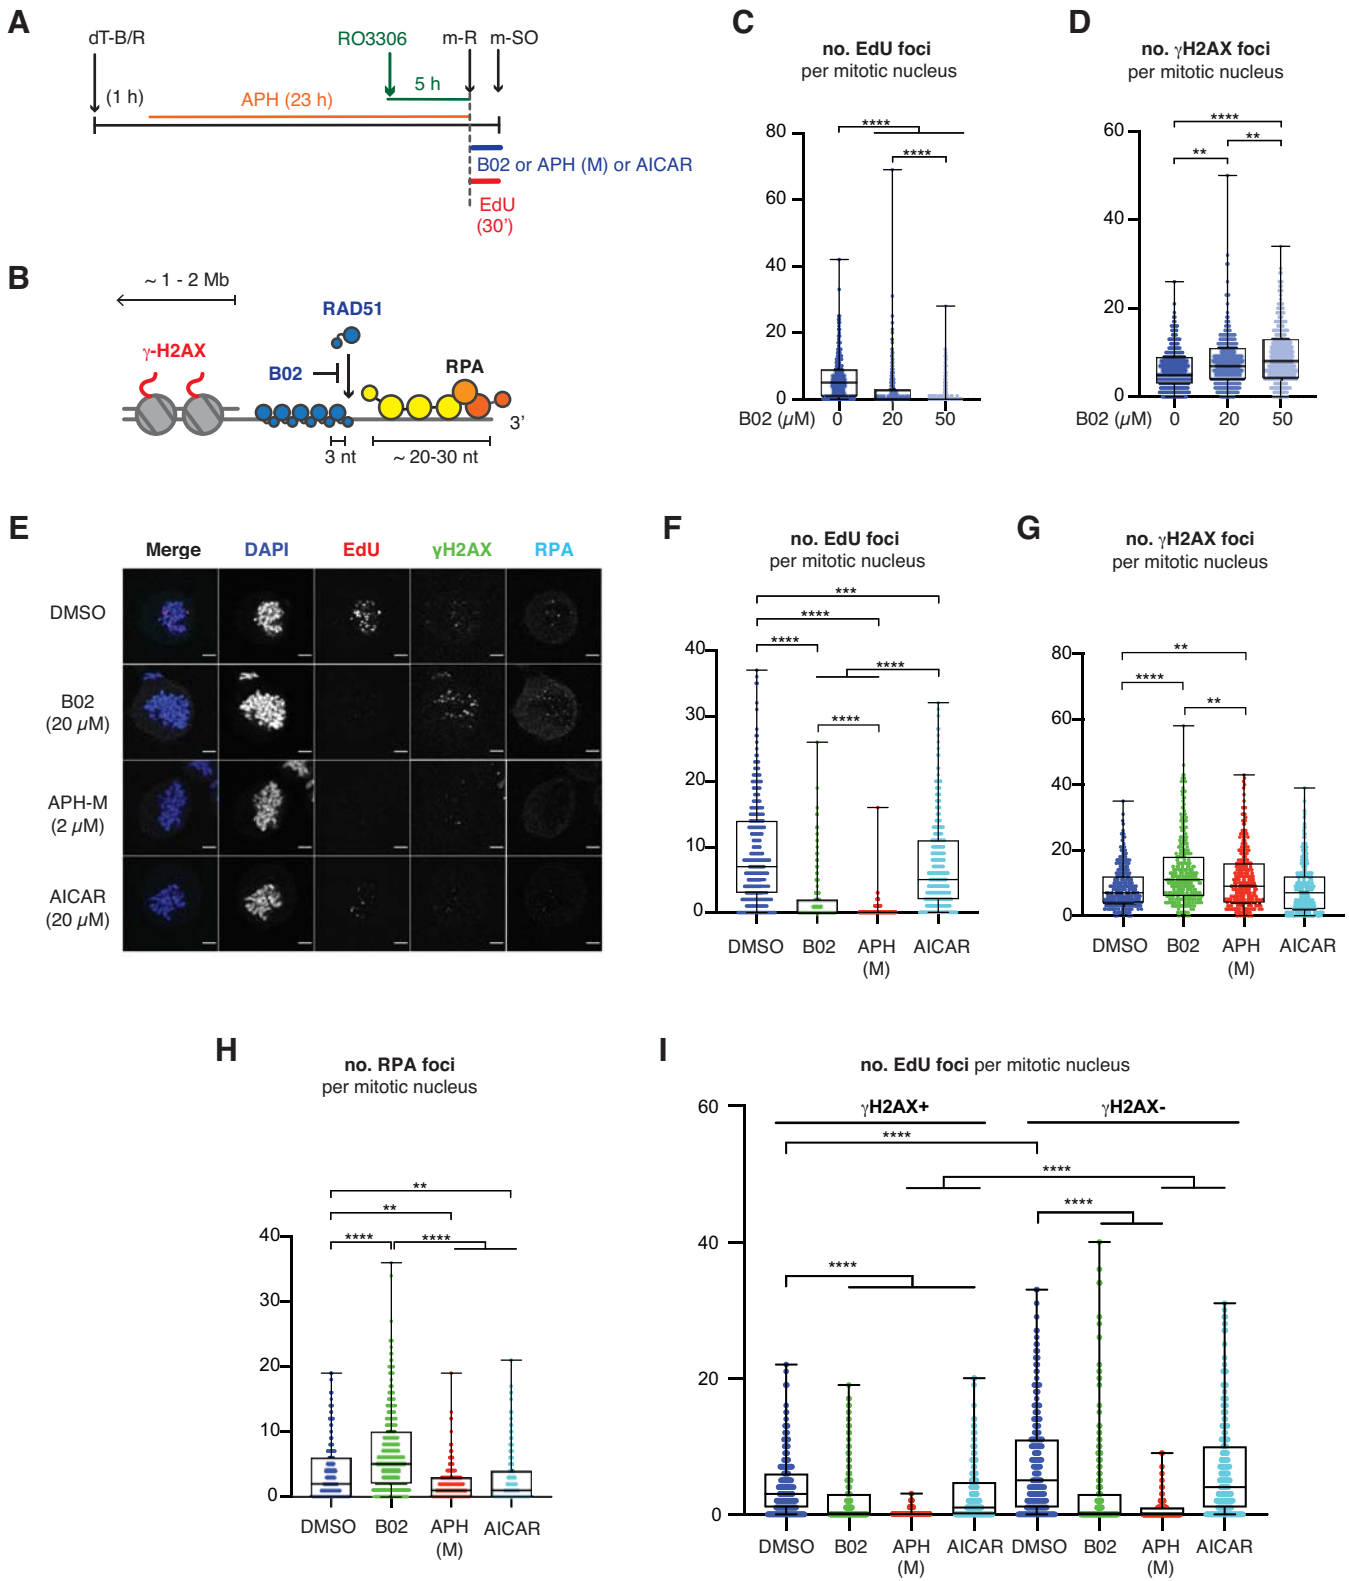 A
dT-B/R
RO3306
m-R
m-SO
(1 h)
5 h
APH (23 h)
B02 or APH (M) or AICAR
EdU
(30')
B
~ 1 - 2 Mb
RAD51
γ-H2AX
B02
RPA
3'
3 nt
~ 20-30 nt
C
no. EdU foci
per mitotic nucleus
****
****
80
60
40
20
0
B02 (µM)
0
20
50
D
no. γH2AX foci
per mitotic nucleus
****
**
**
60
40
20
0
B02 (µM)
0
20
50
E
Merge
DAPI
EdU
γH2AX
RPA
DMSO
B02
(20 µM)
APH-M
(2 µM)
AICAR
(20 µM)
F
no. EdU foci
per mitotic nucleus
***
****
****
****
****
40
30
20
10
0
DMSO
B02
APH
(M)
AICAR
G
no. γH2AX foci
per mitotic nucleus
**
****
**
80
60
40
20
0
DMSO
B02
APH
(M)
AICAR
H
no. RPA foci
per mitotic nucleus
**
**
****
****
40
30
20
10
0
DMSO
B02
APH
(M)
AICAR
I
no. EdU foci per mitotic nucleus
γH2AX+
γH2AX-
****
****
****
****
60
40
20
0
DMSO
B02
APH
(M)
AICAR
DMSO
B02
APH
(M)
AICAR